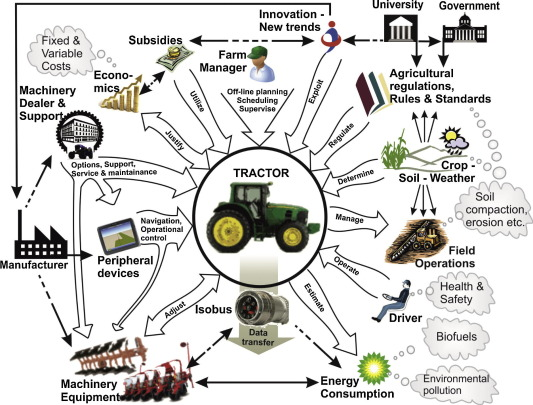 University
Government
Innovation -
New trends
Subsidies
Fixed &
Variable
Costs
Farm
Manager
Econo-
mics
Agricultural
regulations,
Rules & Standards
Machinery
Dealer &
Support
Off-line planning
Scheduling
Supervise
Utilize
Exploit
Justify
Regulate
Options, Support,
Service & maintainance
TRACTOR
Determine
Crop -
Soil - Weather
Soil
compaction,
erosion etc.
Navigation,
Operational
control
Manage
Manufacturer
Peripheral
devices
Field
Operations
Operate
Health &
Safety
Adjust
Isobus
Estimate
Driver
Data
transfer
Biofuels
Machinery
Equipment
Energy
Consumption
Environmental
pollution